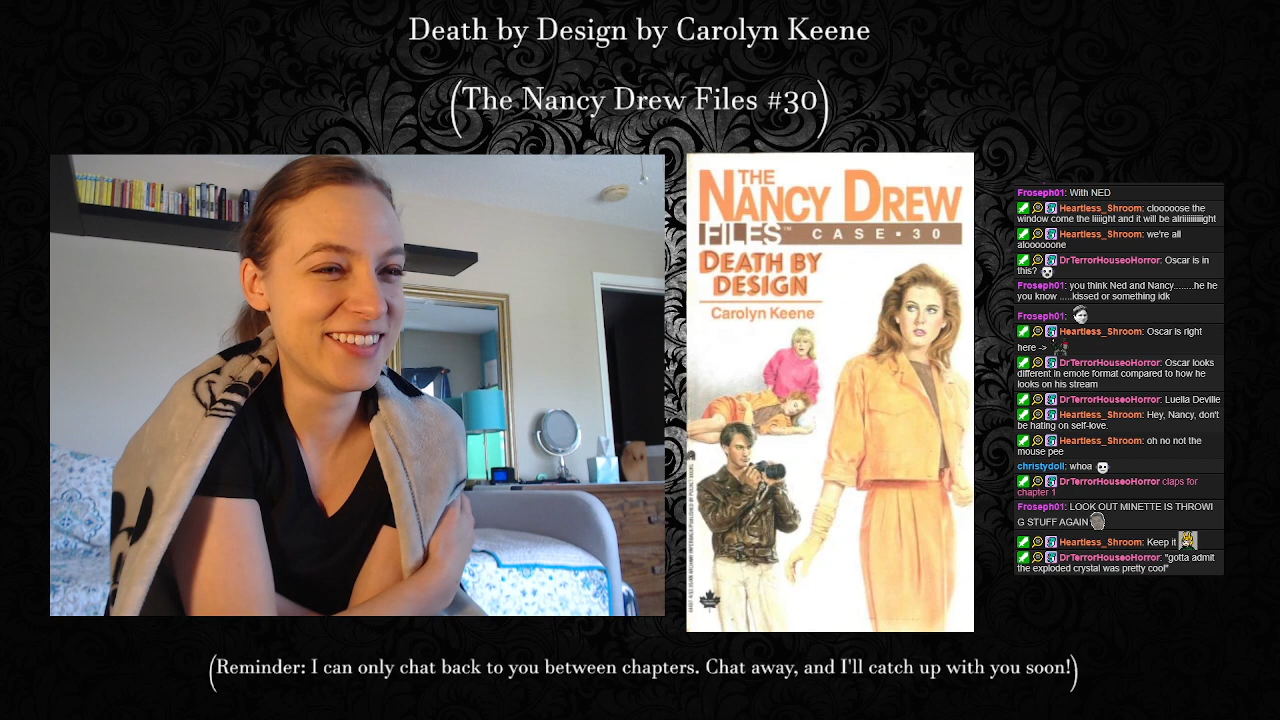 Death by Design by Carolyn Keene
(The Nancy Drew Files #30)
THE
NANCY DREW
FILES™ CASE▪30
DEATH BY
DESIGN
Carolyn Keene
Froseph01: With NED
Heartless_Shroom: clooooose the
window come the liiiight and it will be alriiiiiiiiiight
Heartless_Shroom: we're all
aloooooone
DrTerrorHouseoHorror: Oscar is in
this?
Froseph01: you think Ned and Nancy........he he
you know .....kissed or something idk
Froseph01:
Heartless_Shroom: Oscar is right
here ->
DrTerrorHouseoHorror: Oscar looks
different in emote format compared to how he
looks on his stream
DrTerrorHouseoHorror: Luella Deville
Heartless_Shroom: Hey, Nancy, don't
be hating on self-love.
Heartless_Shroom: oh no not the
mouse pee
christydoll: whoa
DrTerrorHouseoHorror claps for
chapter 1
Froseph01: LOOK OUT MINETTE IS THROWI
G STUFF AGAIN
Heartless_Shroom: Keep it
DrTerrorHouseoHorror: "gotta admit
the exploded crystal was pretty cool"
(Reminder: I can only chat back to you between chapters. Chat away, and I'll catch up with you soon!)